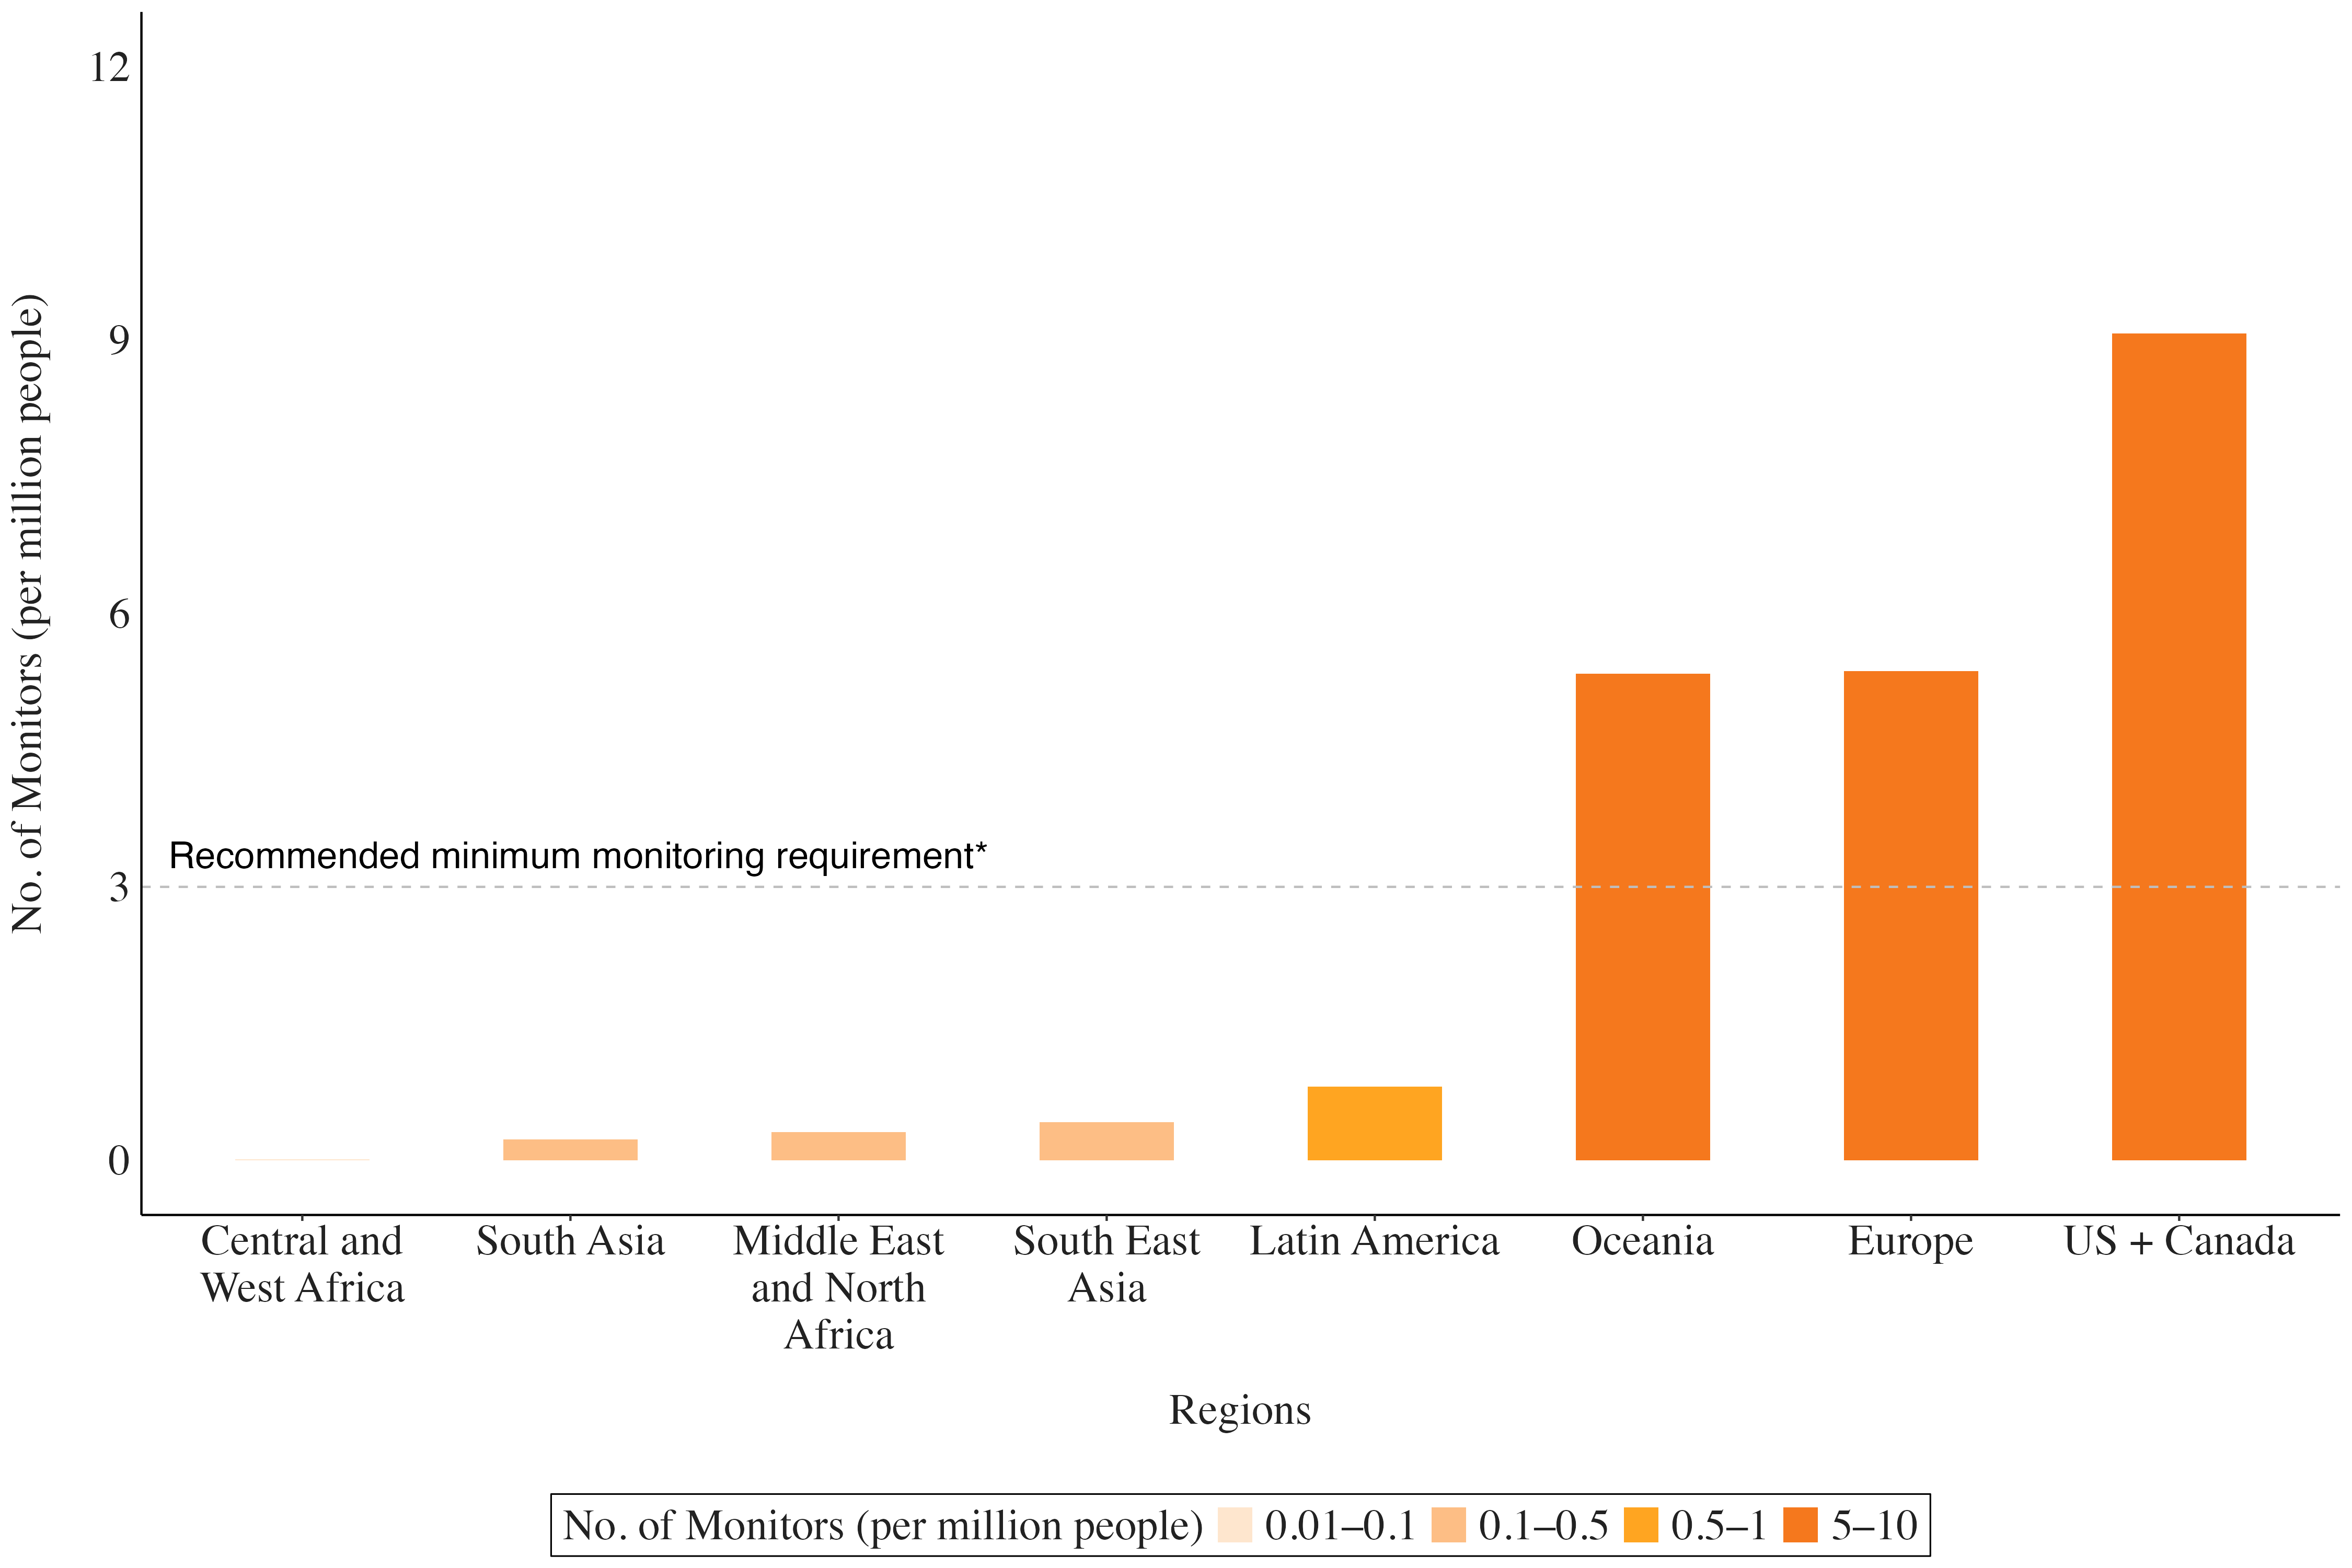 12
9
6
3
0
No. of Monitors (per million people)
Recommended minimum monitoring requirement*
Central and
West Africa
South Asia
Middle East
and North
Africa
South East
Asia
Latin America
Oceania
Europe
US + Canada
Regions
No. of Monitors (per million people) 0.01–0.1 0.1–0.5 0.5–1 5–10